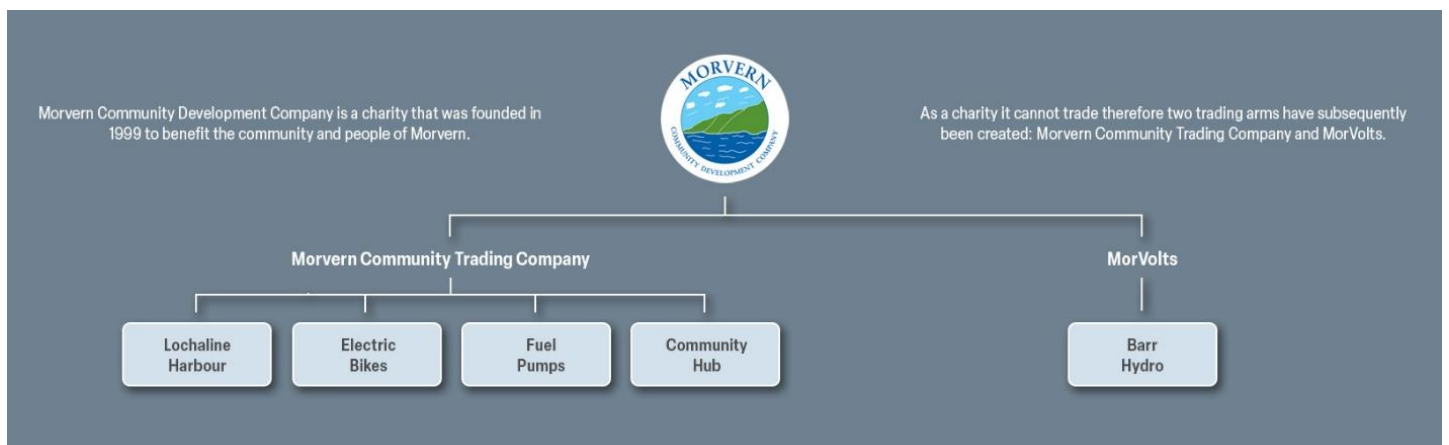 Morvern Community Development Company is a charity that was founded in
1999 to benefit the community and people of Morvern.
MORVERN
COMMUNITY DEVELOPMENT COMPANY
As a charity it cannot trade therefore two trading arms have subsequently
been created: Morvern Community Trading Company and MorVolts.
Morvern Community Trading Company
MorVolts
Lochaline
Harbour
Electric
Bikes
Fuel
Pumps
Community
Hub
Barr
Hydro